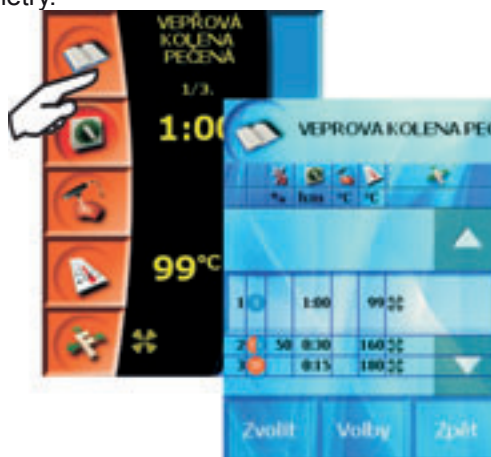 metry.
VEPŘOVÁ
KOLENA
PEČENÁ
1/3.
1:00
99°C
VEPROVA KOLENA PE
% h:m °C °C
1 1:00 99
2 50 0:30 160
3 0:15 180
Zvolit Volby Zpět